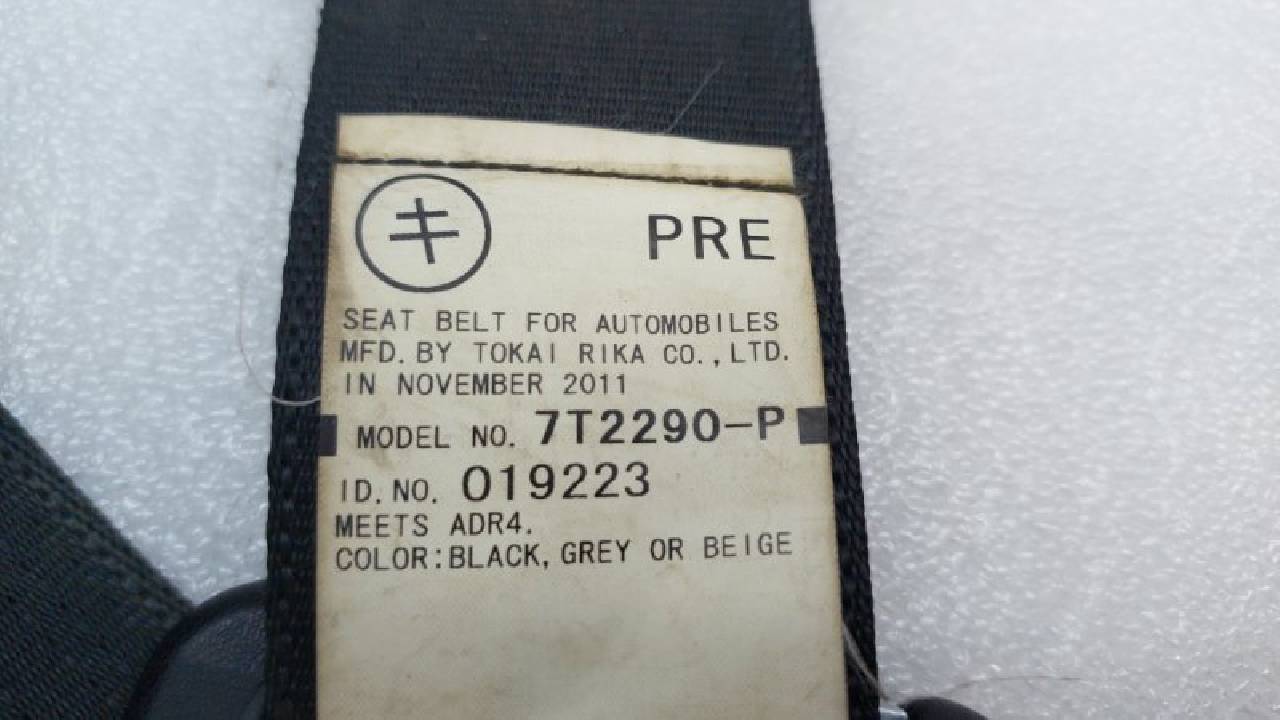 キ PRE
SEAT BELT FOR AUTOMOBILES
MFD. BY TOKAI RIKA CO., LTD.
IN NOVEMBER 2011
MODEL NO. 7T2290-P
ID. NO. 019223
MEETS ADR4.
COLOR:BLACK, GREY OR BEIGE